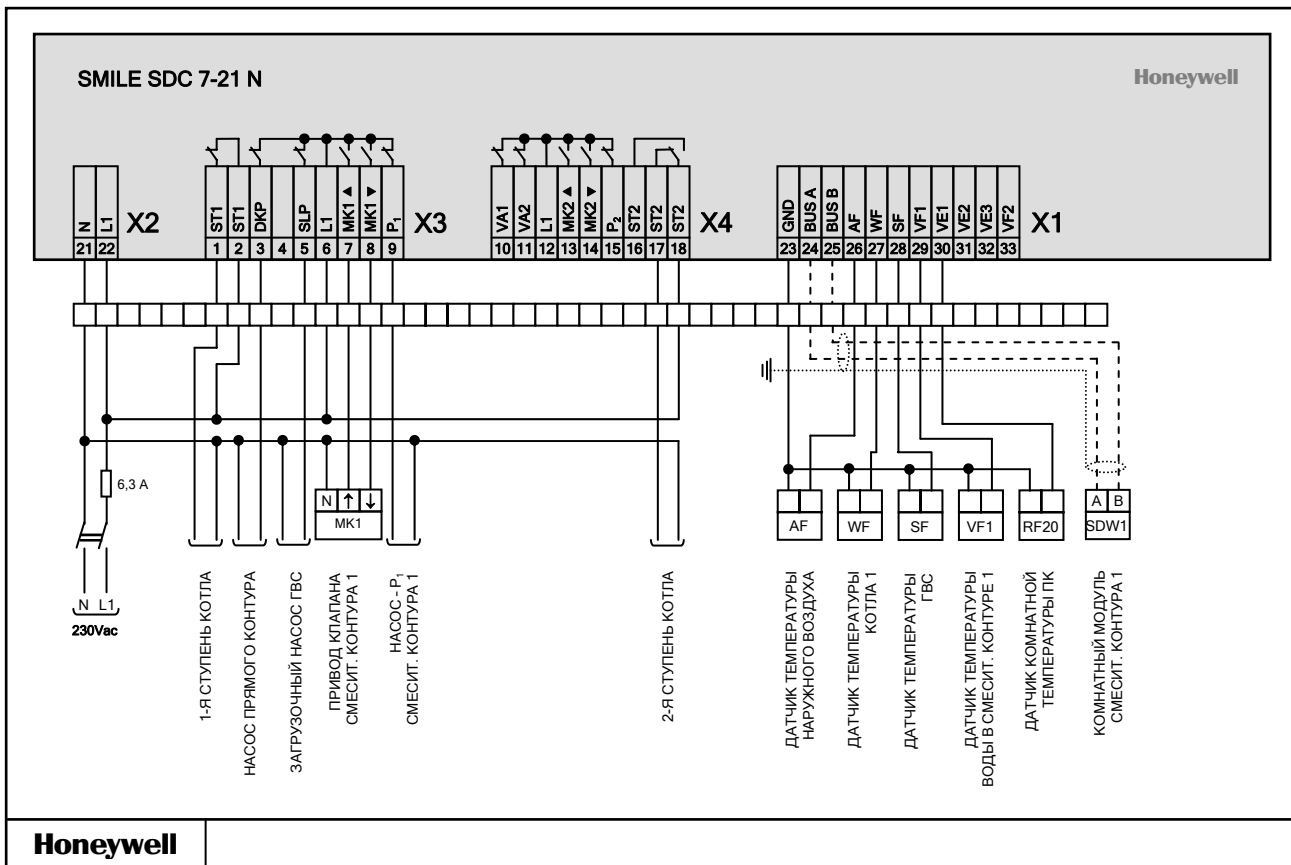 SMILE SDC 7-21 N
Honeywell
N L1 X2
21 22
ST1 ST1 DKP SLP L1 MK1 ▲ MK1 ▼ P₁ X3
1 2 3 4 5 6 7 8 9
VA1 VA2 L1 MK2 ▲ MK2 ▼ P₂ ST2 ST2 ST2 X4
10 11 12 13 14 15 16 17 18
GND BUS A BUS B AF WF SF VF1 VE1 VE2 VE3 VF2 X1
23 24 25 26 27 28 29 30 31 32 33
6,3 A
N ↑ ↓
MK1
AF
WF
SF
VF1
RF20
A B
SDW1
N L1
230Vac
1-Я СТУПЕНЬ КОТЛА
НАСОС ПРЯМОГО КОНТУРА
ЗАГРУЗОЧНЫЙ НАСОС ГВС
ПРИВОД КЛАПАНА
СМЕСИТ. КОНТУРА 1
НАСОС - P₁
СМЕСИТ. КОНТУРА 1
2-Я СТУПЕНЬ КОТЛА
ДАТЧИК ТЕМПЕРАТУРЫ
НАРУЖНОГО ВОЗДУХА
ДАТЧИК ТЕМПЕРАТУРЫ
КОТЛА 1
ДАТЧИК ТЕМПЕРАТУРЫ
ГВС
ДАТЧИК ТЕМПЕРАТУРЫ
ВОДЫ В СМЕСИТ. КОНТУРЕ 1
ДАТЧИК КОМНАТНОЙ
ТЕМПЕРАТУРЫ ПК
КОМНАТНЫЙ МОДУЛЬ
СМЕСИТ. КОНТУРА 1
Honeywell